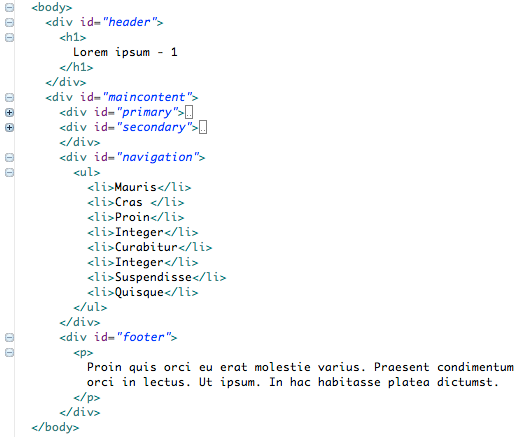 <body>
<div id="header">
<h1>
Lorem ipsum - 1
</h1>
</div>
<div id="maincontent">
<div id="primary">..
<div id="secondary">..
</div>
<div id="navigation">
<ul>
<li>Mauris</li>
<li>Cras </li>
<li>Proin</li>
<li>Integer</li>
<li>Curabitur</li>
<li>Integer</li>
<li>Suspendisse</li>
<li>Quisque</li>
</ul>
</div>
<div id="footer">
<p>
Proin quis orci eu erat molestie varius. Praesent condimentum
orci in lectus. Ut ipsum. In hac habitasse platea dictumst.
</p>
</div>
</body>